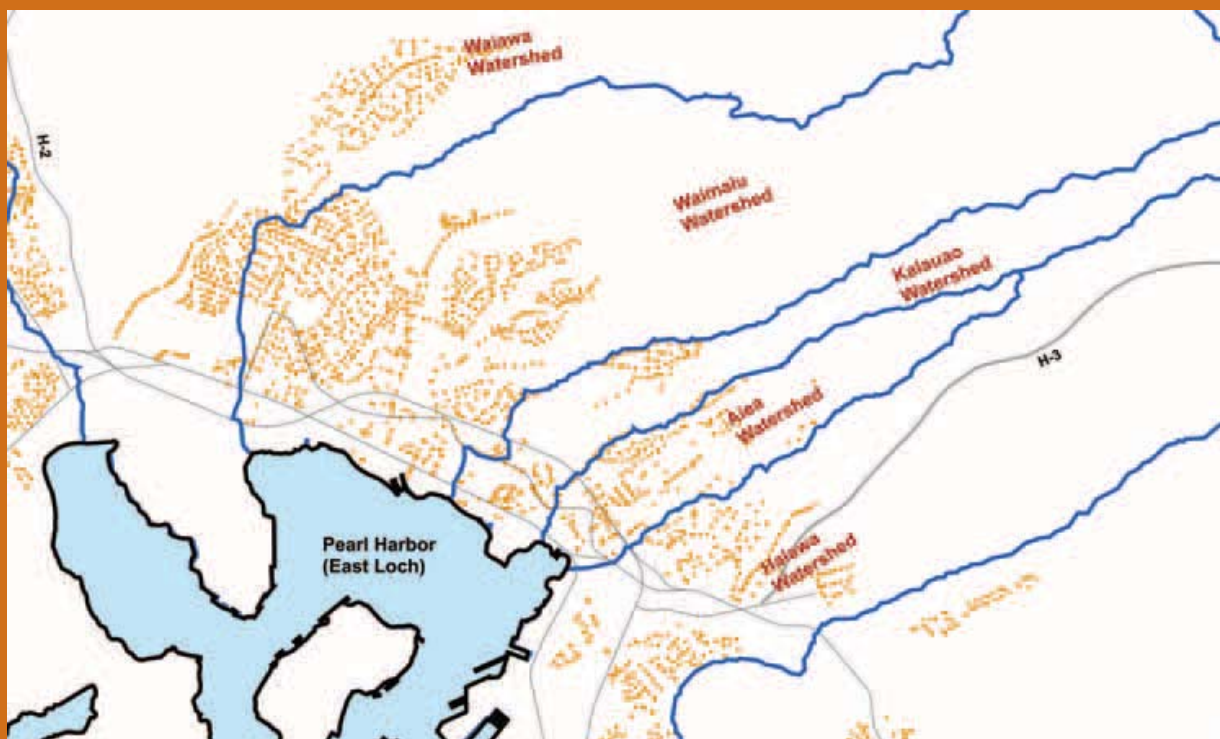 Waiawa
Watershed
H-2
Waimalu
Watershed
Kalauao
Watershed
H-3
Aiea
Watershed
Pearl Harbor
(East Loch)
Halawa
Watershed